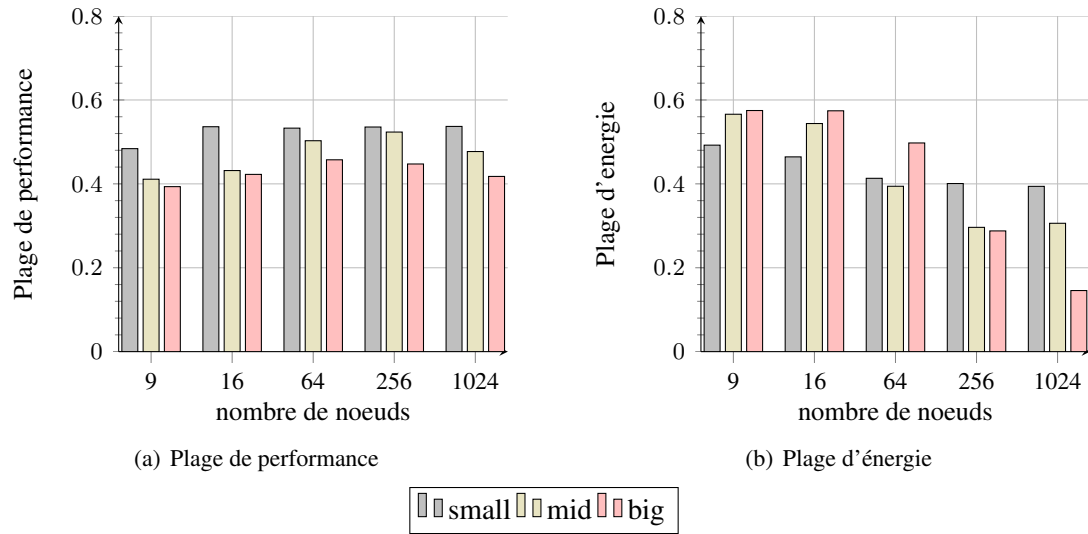 0.8
0.6
0.4
0.2
0
Plage de performance
9 16 64 256 1024
nombre de noeuds
(a) Plage de performance
0.8
0.6
0.4
0.2
0
Plage d'energie
9 16 64 256 1024
nombre de noeuds
(b) Plage d'énergie
small mid big